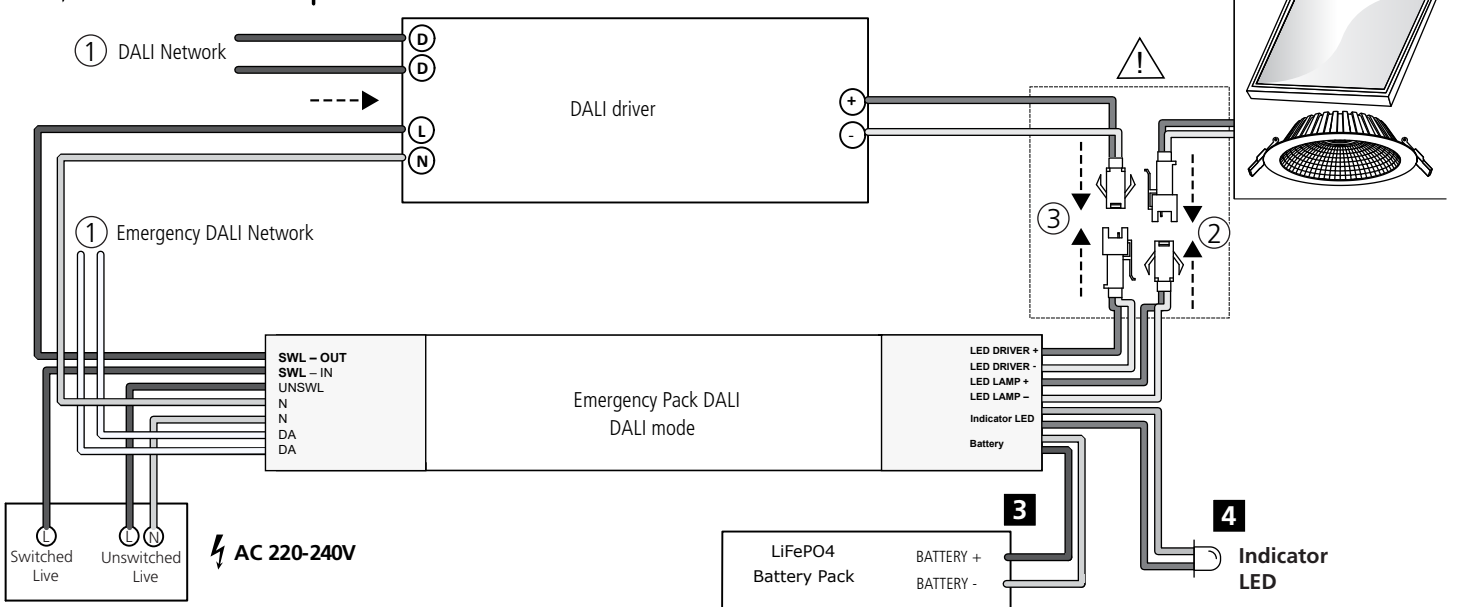 ① DALI Network
D
D
L
N
DALI driver
+
-
③
②
① Emergency DALI Network
SWL – OUT
SWL – IN
UNSWL
N
N
DA
DA
Emergency Pack DALI
DALI mode
LED DRIVER +
LED DRIVER -
LED LAMP +
LED LAMP –
Indicator LED
Battery
L
L
N
Switched
Live
Unswitched
Live
AC 220-240V
3
LiFePO4
Battery Pack
BATTERY +
BATTERY -
4
Indicator
LED